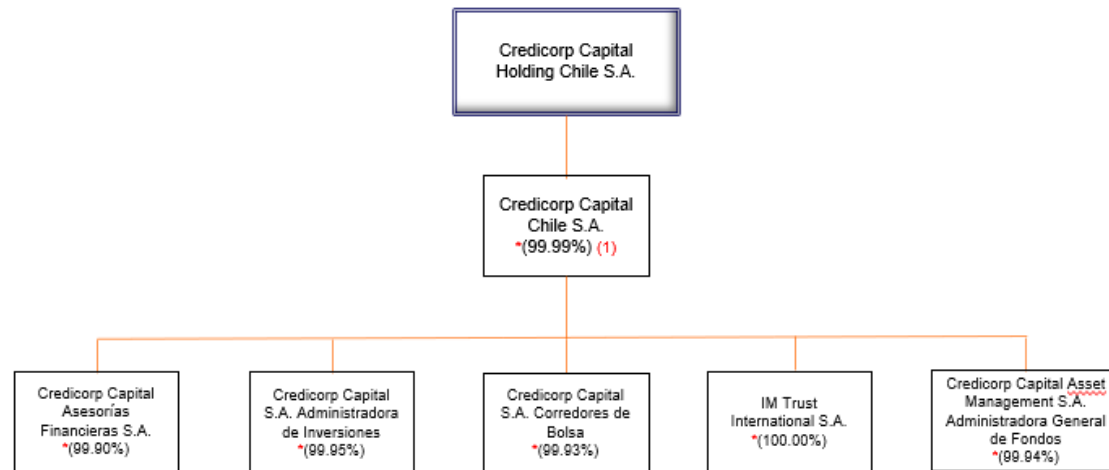 Credicorp Capital
Holding Chile S.A.
Credicorp Capital
Chile S.A.
*(99.99%) (1)
Credicorp Capital
Asesorías
Financieras S.A.
*(99.90%)
Credicorp Capital
S.A. Administradora
de Inversiones
*(99.95%)
Credicorp Capital
S.A. Corredores de
Bolsa
*(99.93%)
IM Trust
International S.A.
*(100.00%)
Credicorp Capital Asset
Management S.A.
Administradora General
de Fondos
*(99.94%)